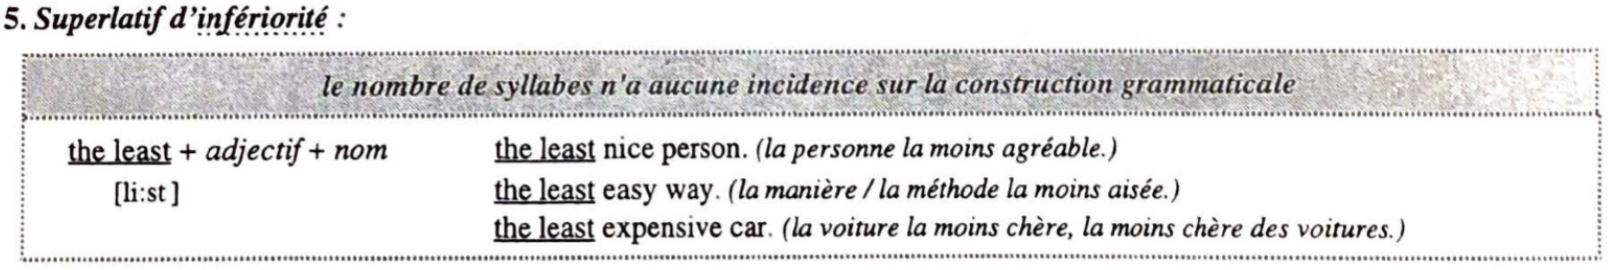 5. Superlatif d'infériorité :
le nombre de syllabes n'a aucune incidence sur la construction grammaticale
the least + adjectif + nom
[li:st ]
the least nice person. (la personne la moins agréable.)
the least easy way. (la manière / la méthode la moins aisée.)
the least expensive car. (la voiture la moins chère, la moins chère des voitures.)